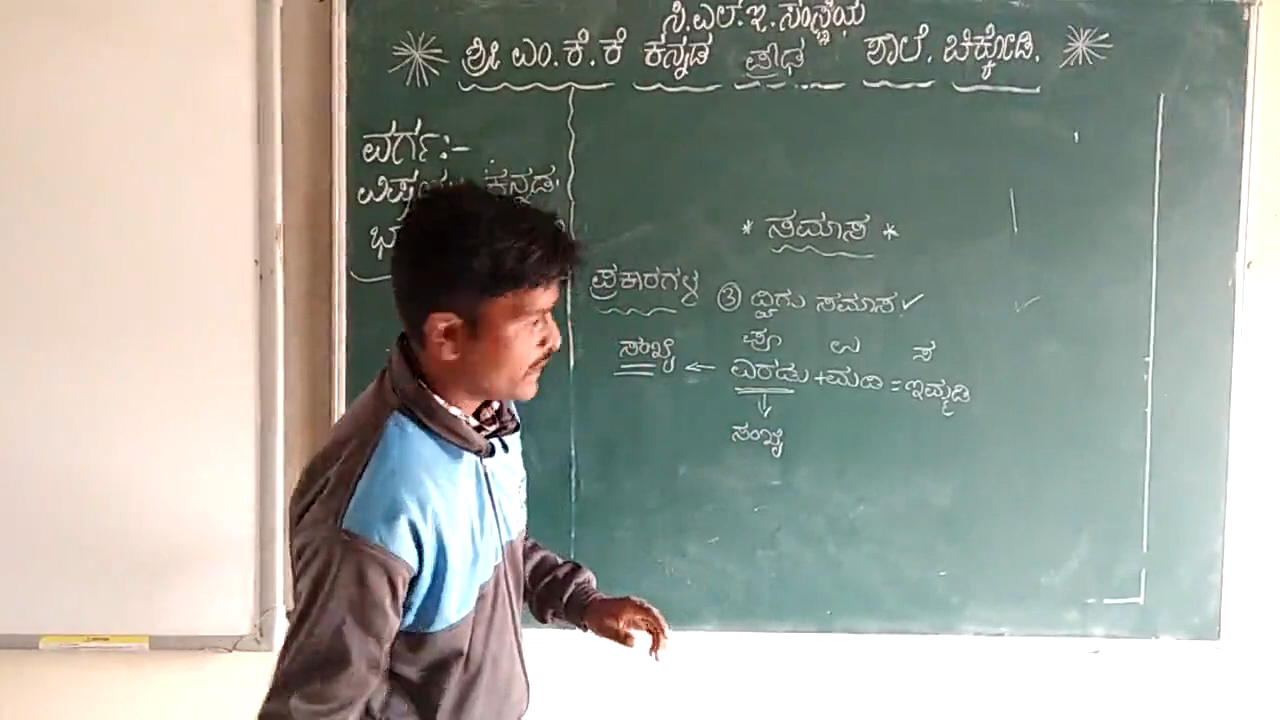 ಸಿ.ಎಲ್.ಇ. ಸಂಸ್ಥೆಯ
ಶ್ರೀ ಎಂ.ಕೆ.ಕೆ ಕನ್ನಡ ಪ್ರೌಢ ಶಾಲೆ. ಚಿಕ್ಕೋಡಿ.
ವರ್ಗ:-
ಕನ್ನಡ.
* ಸಮಾಸ *
ಪ್ರಕಾರಗಳು ③ ದ್ವಿಗು ಸಮಾಸ ✓
ಪೂ ಉ ಸ
ಸಂಖ್ಯೆ ← ಎರಡು + ಮಡಿ = ಇಮ್ಮಡಿ
↓
ಸಂಖ್ಯೆ